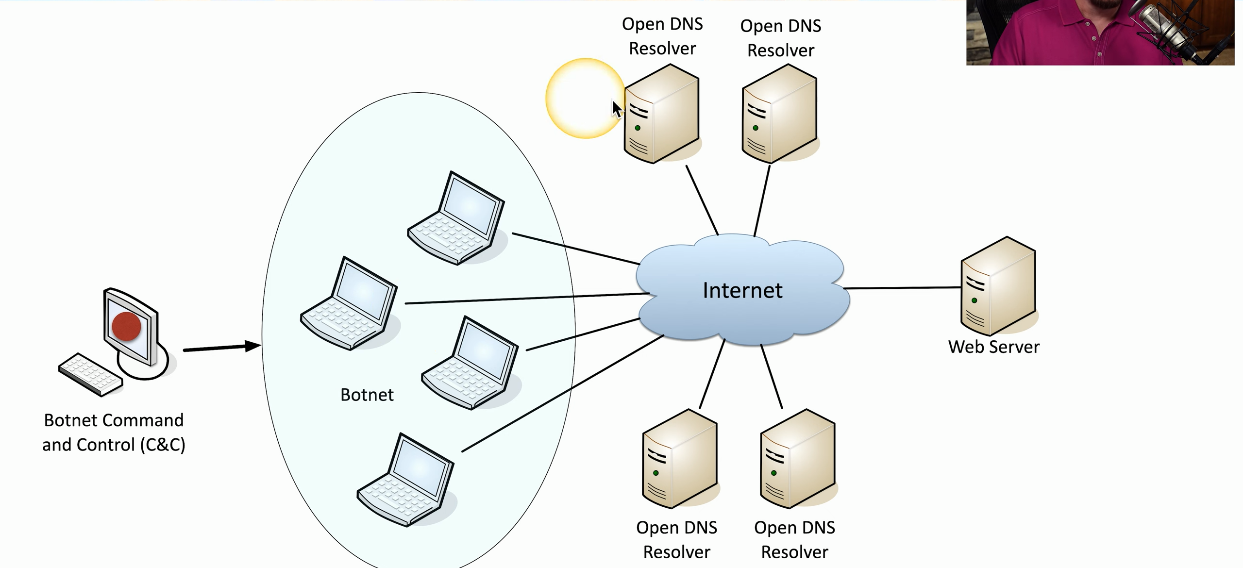 Open DNS
Resolver
Open DNS
Resolver
Internet
Web Server
Botnet
Botnet Command
and Control (C&C)
Open DNS
Resolver
Open DNS
Resolver